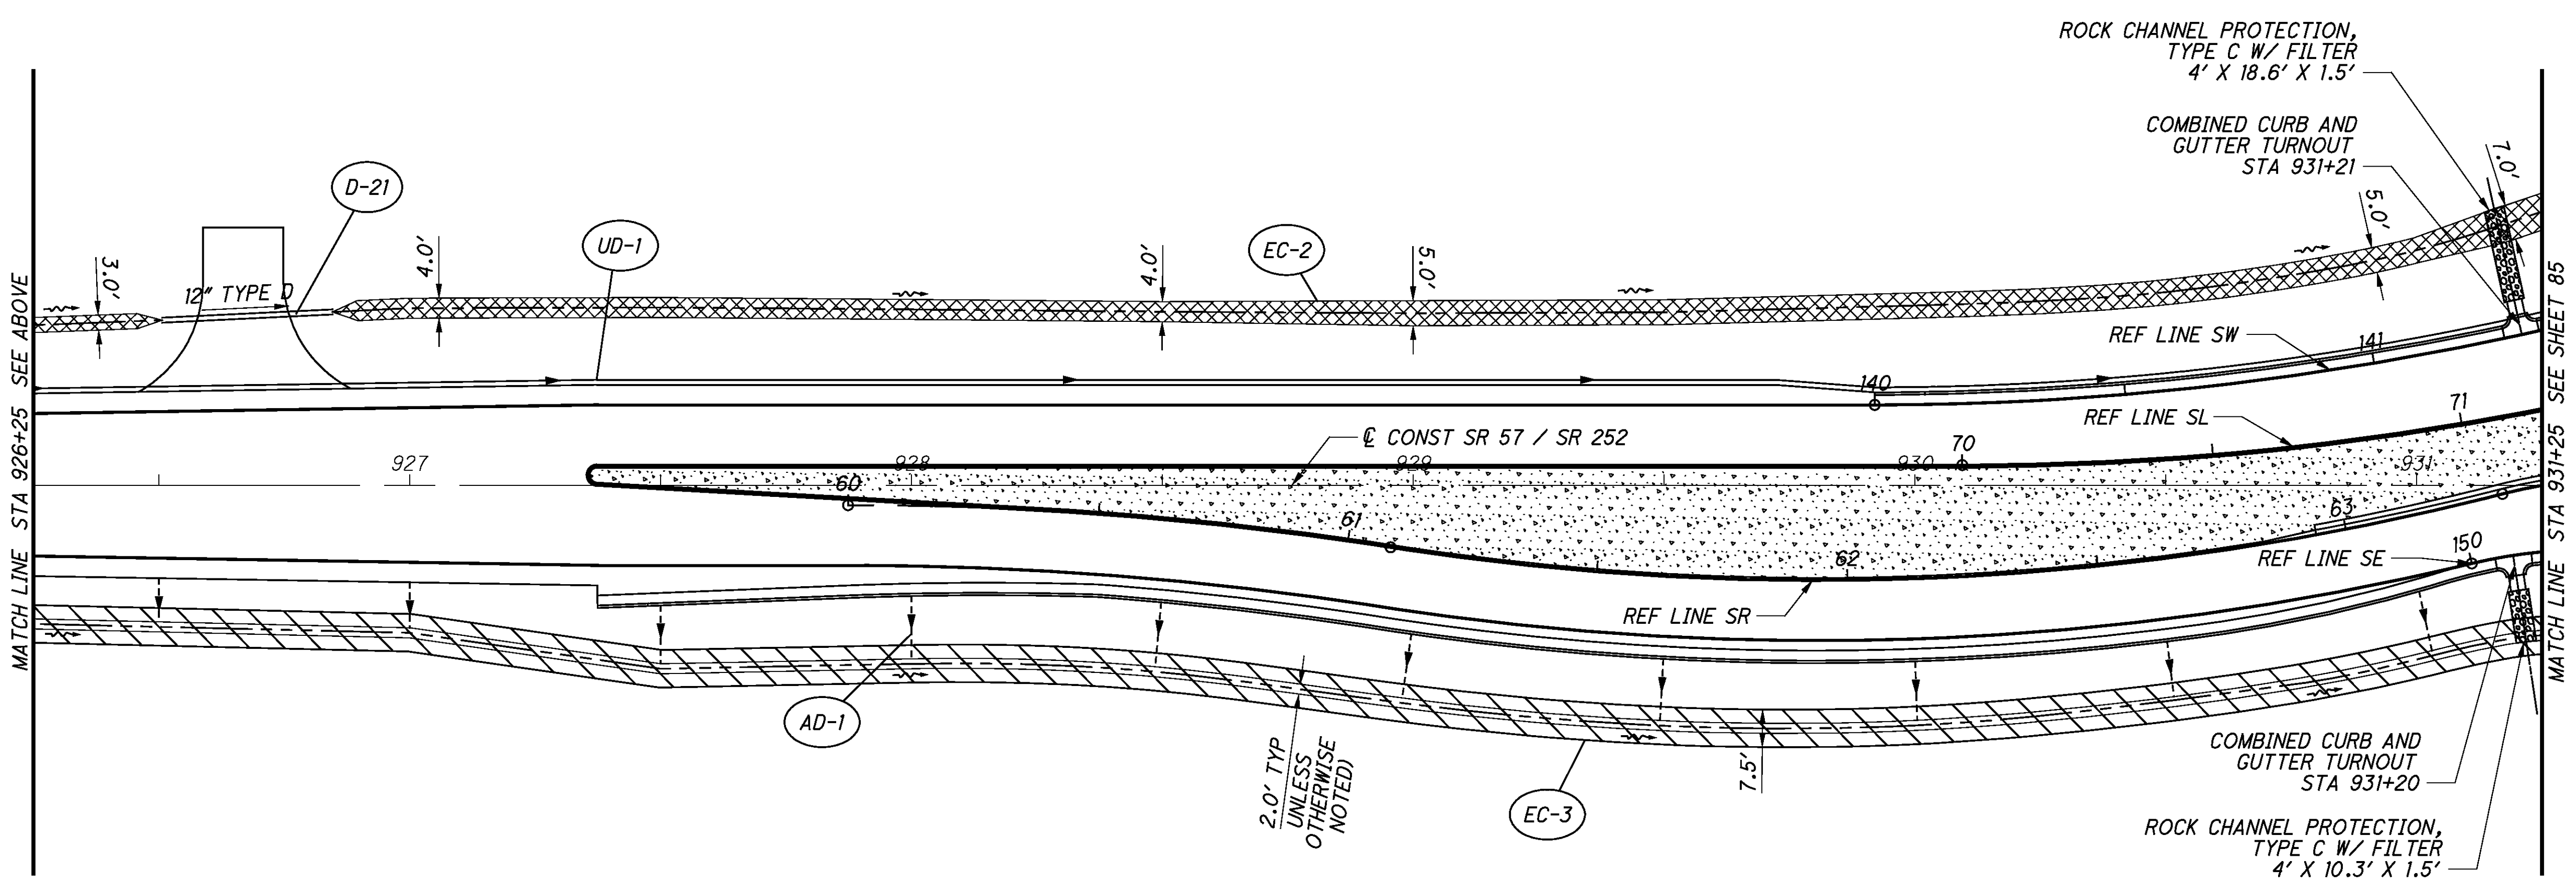 ROCK CHANNEL PROTECTION,
TYPE C W/ FILTER
4' X 18.6' X 1.5'
COMBINED CURB AND
GUTTER TURNOUT
STA 931+21
7.0'
5.0'
D-21
UD-1
EC-2
3.0'
12" TYPE D
4.0'
4.0'
5.0'
MATCH LINE STA 926+25 SEE ABOVE
MATCH LINE STA 931+25 SEE SHEET 85
REF LINE SW
141
140
REF LINE SL
71
℄ CONST SR 57 / SR 252
70
927
928
929
930
931
60
61
62
63
150
REF LINE SE
REF LINE SR
AD-1
2.0' TYP
UNLESS
OTHERWISE
NOTED)
7.5'
EC-3
COMBINED CURB AND
GUTTER TURNOUT
STA 931+20
ROCK CHANNEL PROTECTION,
TYPE C W/ FILTER
4' X 10.3' X 1.5'